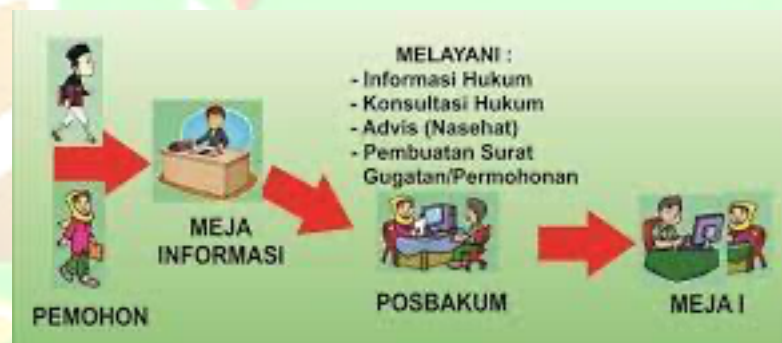 MELAYANI :
- Informasi Hukum
- Konsultasi Hukum
- Advis (Nasehat)
- Pembuatan Surat
Gugatan/Permohonan
MEJA
INFORMASI
PEMOHON
POSBAKUM
MEJA I